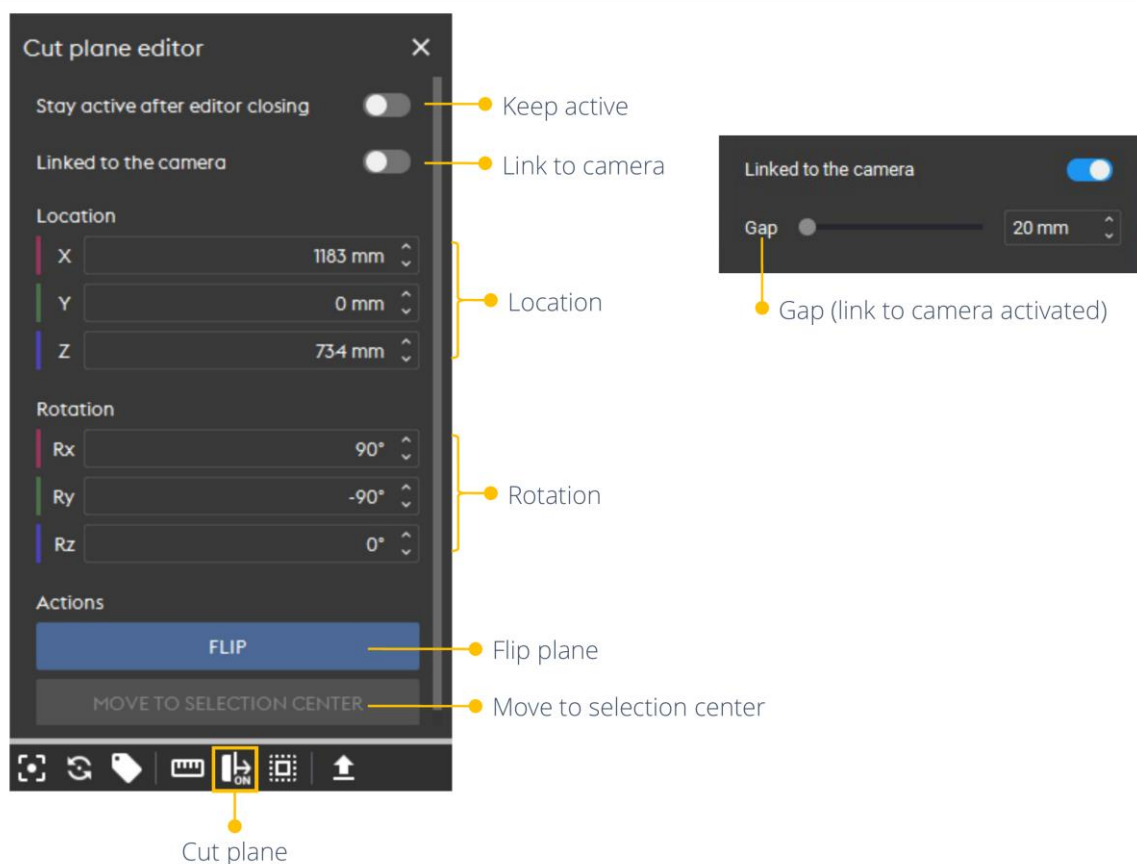 Cut plane editor
Stay active after editor closing
Keep active
Linked to the camera
Link to camera
Location
X 1183 mm
Y 0 mm
Z 734 mm
Location
Rotation
Rx 90°
Ry -90°
Rz 0°
Rotation
Actions
FLIP
Flip plane
MOVE TO SELECTION CENTER
Move to selection center
ON
Cut plane
Linked to the camera
Gap 20 mm
Gap (link to camera activated)